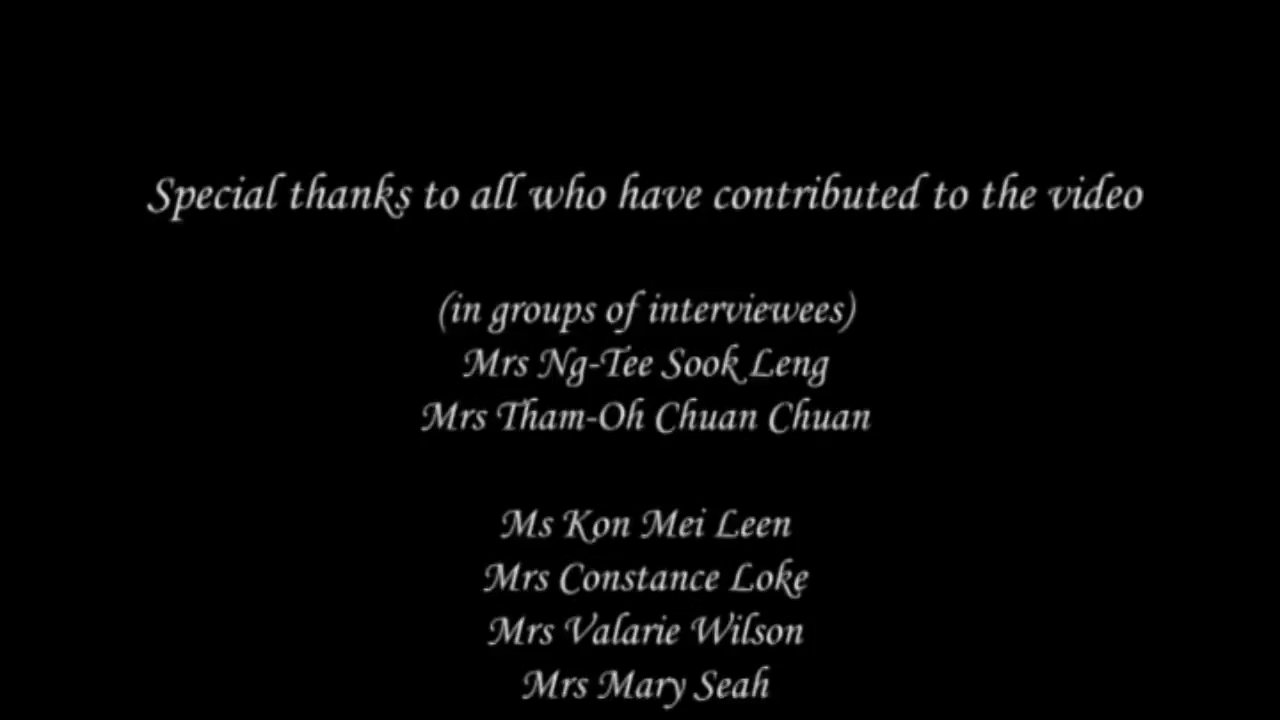 Special thanks to all who have contributed to the video
(in groups of interviewees)
Mrs Ng-Tee Sook Leng
Mrs Tham-Oh Chuan Chuan
Ms Kon Mei Leen
Mrs Constance Loke
Mrs Valarie Wilson
Mrs Mary Seah